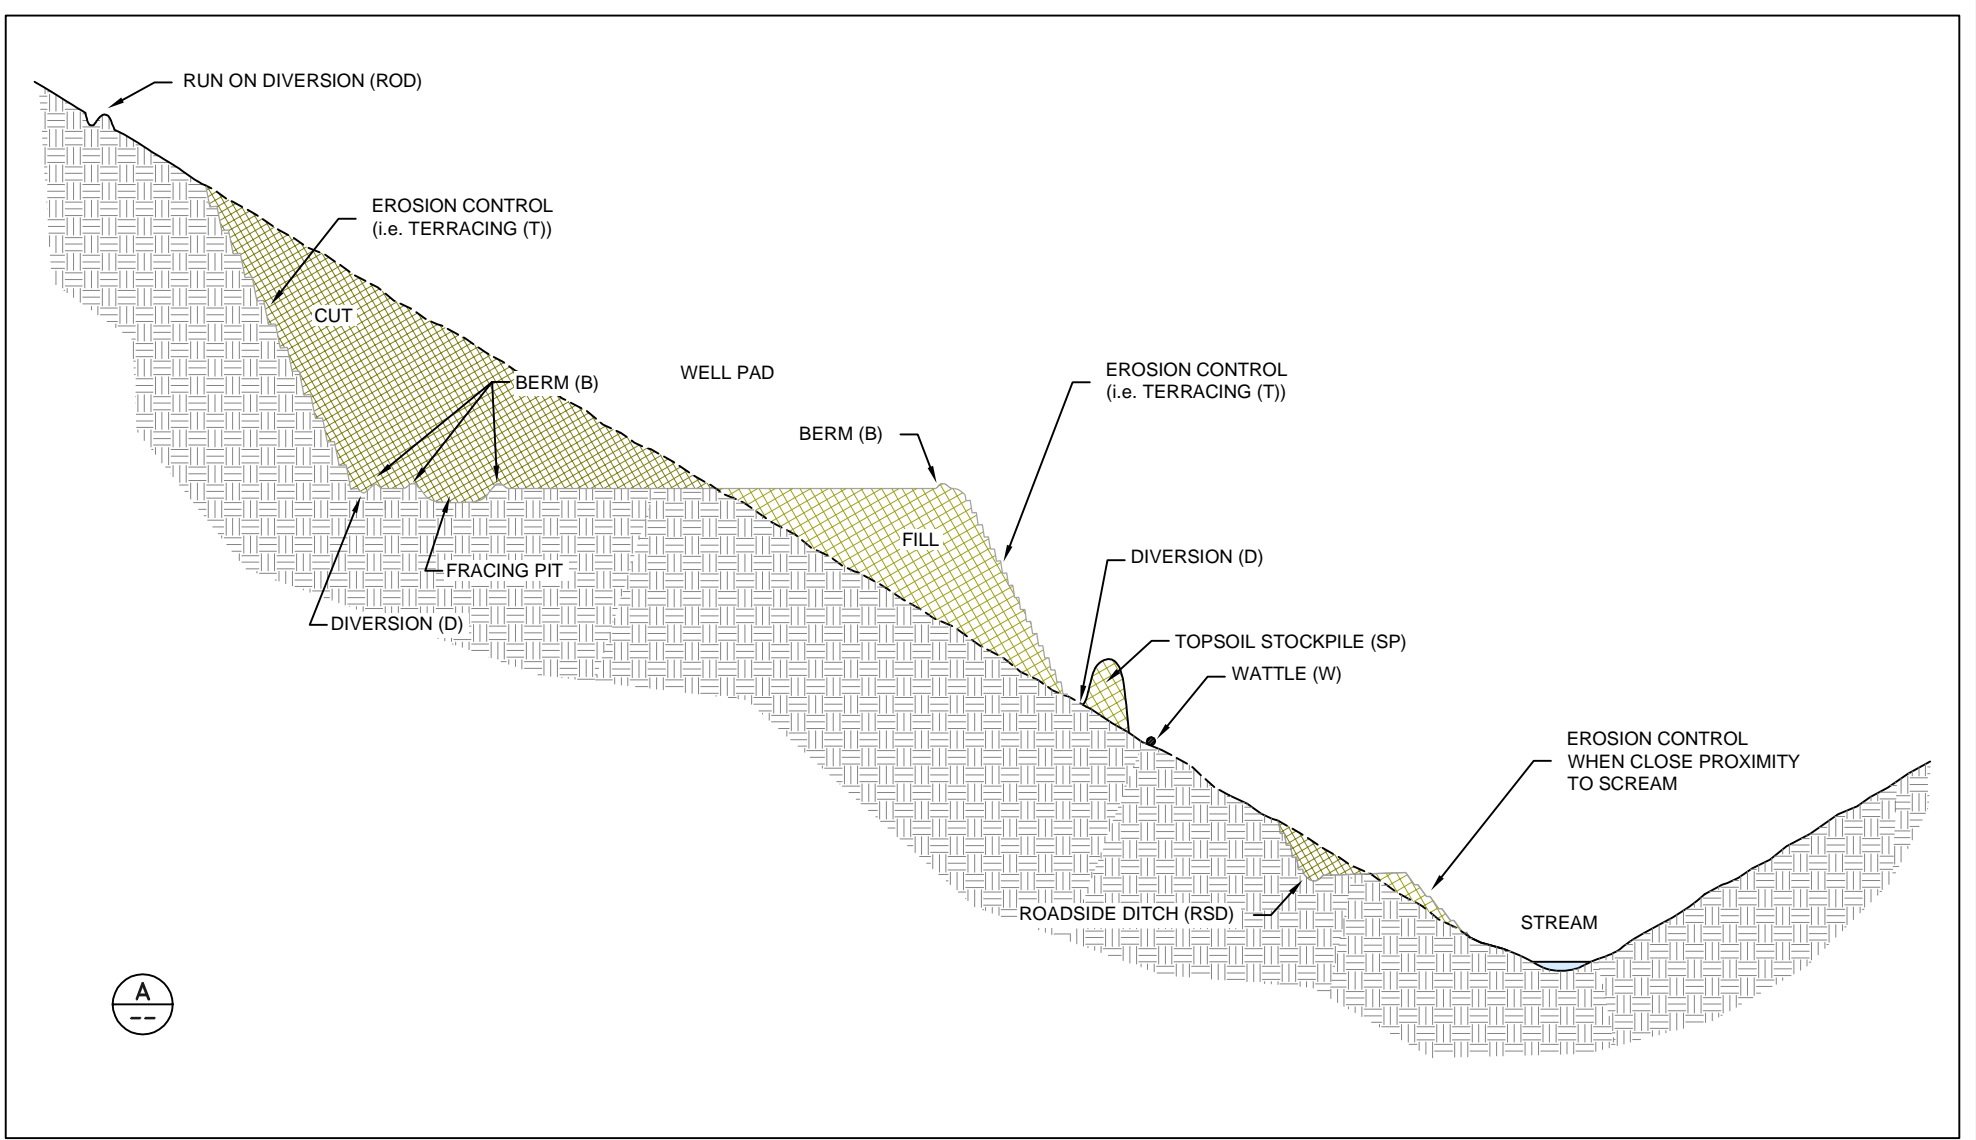 RUN ON DIVERSION (ROD)
EROSION CONTROL
(i.e. TERRACING (T))
CUT
BERM (B)
WELL PAD
EROSION CONTROL
(i.e. TERRACING (T))
BERM (B)
FILL
DIVERSION (D)
FRACING PIT
DIVERSION (D)
TOPSOIL STOCKPILE (SP)
WATTLE (W)
EROSION CONTROL
WHEN CLOSE PROXIMITY
TO SCREAM
ROADSIDE DITCH (RSD)
STREAM
A
--